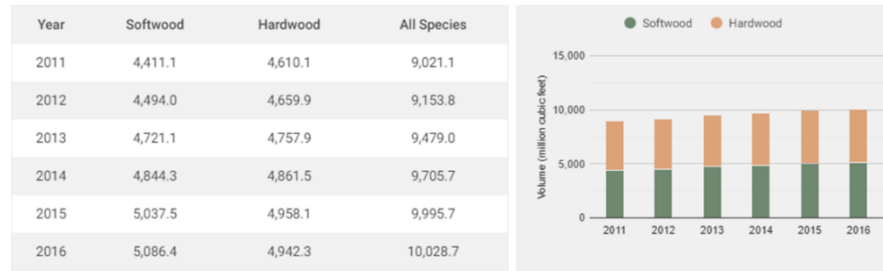 Year Softwood Hardwood All Species
2011 4,411.1 4,610.1 9,021.1
2012 4,494.0 4,659.9 9,153.8
2013 4,721.1 4,757.9 9,479.0
2014 4,844.3 4,861.5 9,705.7
2015 5,037.5 4,958.1 9,995.7
2016 5,086.4 4,942.3 10,028.7
Softwood Hardwood
Volume (million cubic feet)
15,000
10,000
5,000
0
2011 2012 2013 2014 2015 2016